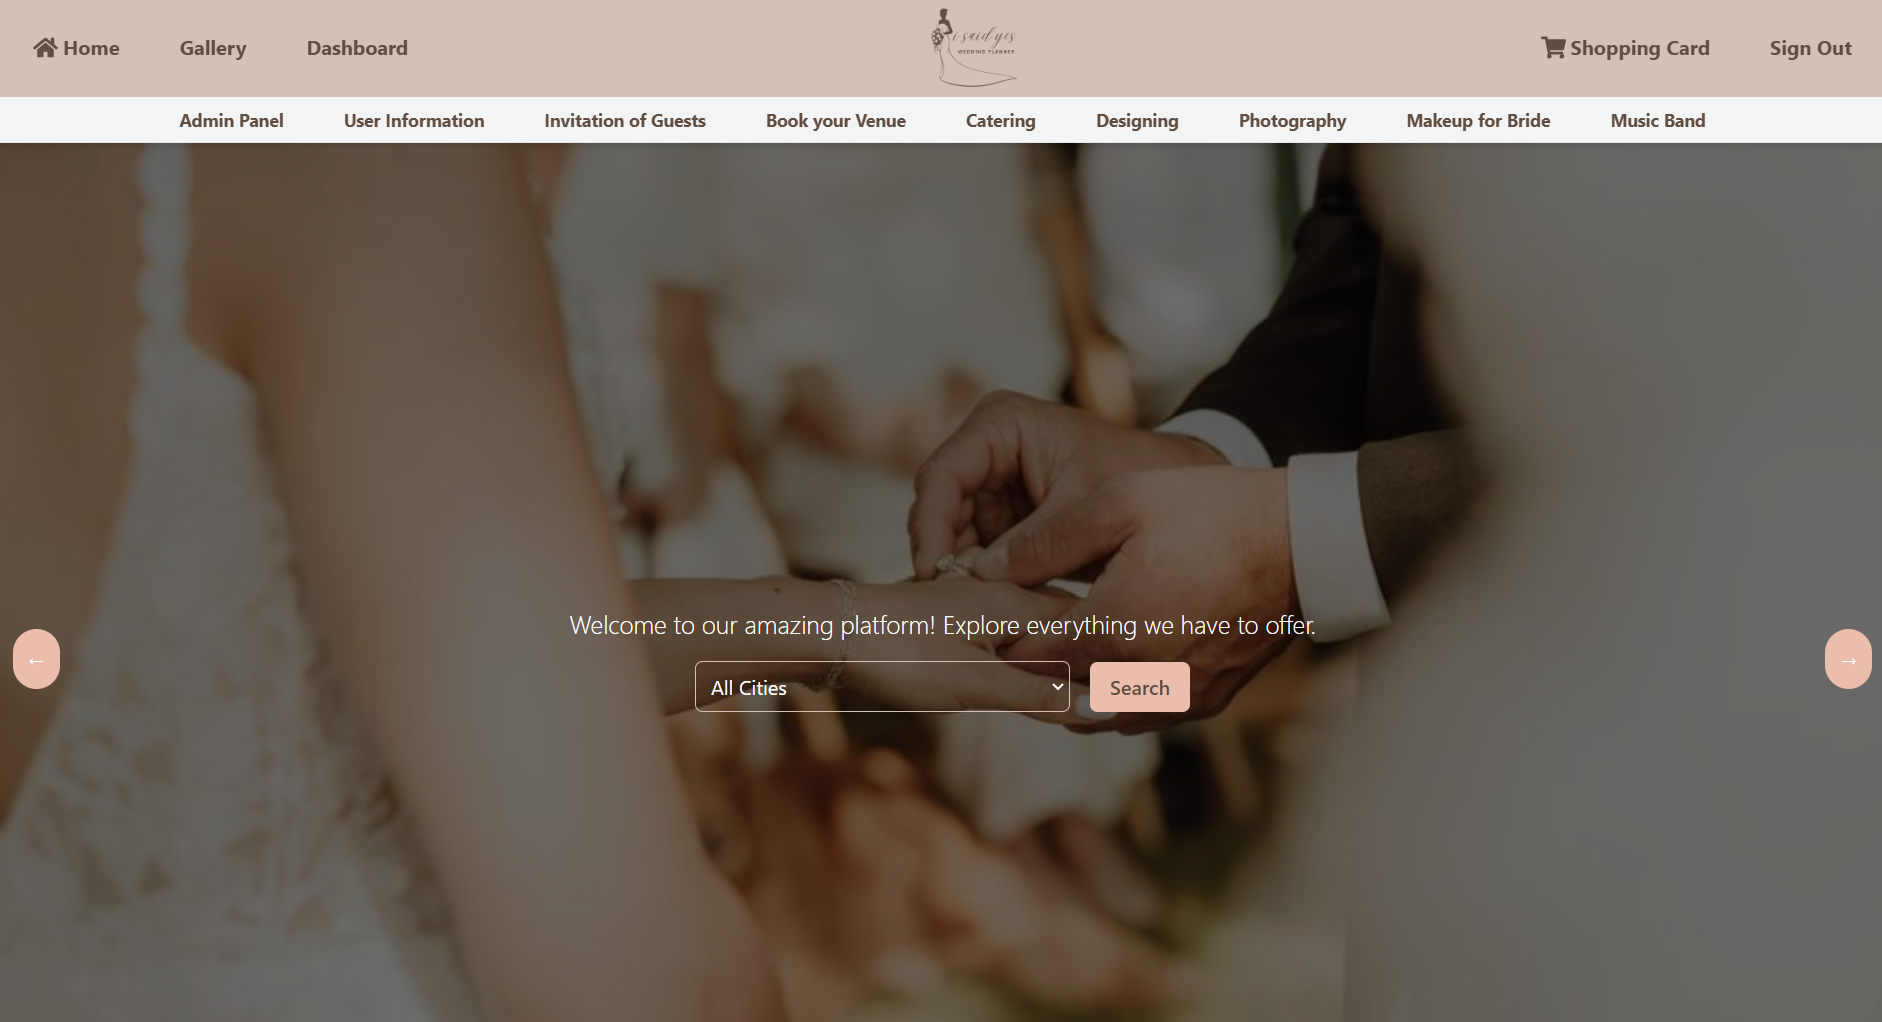 Home Gallery Dashboard i said yes WEDDING PLANNER Shopping Card Sign Out
Admin Panel User Information Invitation of Guests Book your Venue Catering Designing Photography Makeup for Bride Music Band
Welcome to our amazing platform! Explore everything we have to offer.
← All Cities Search →